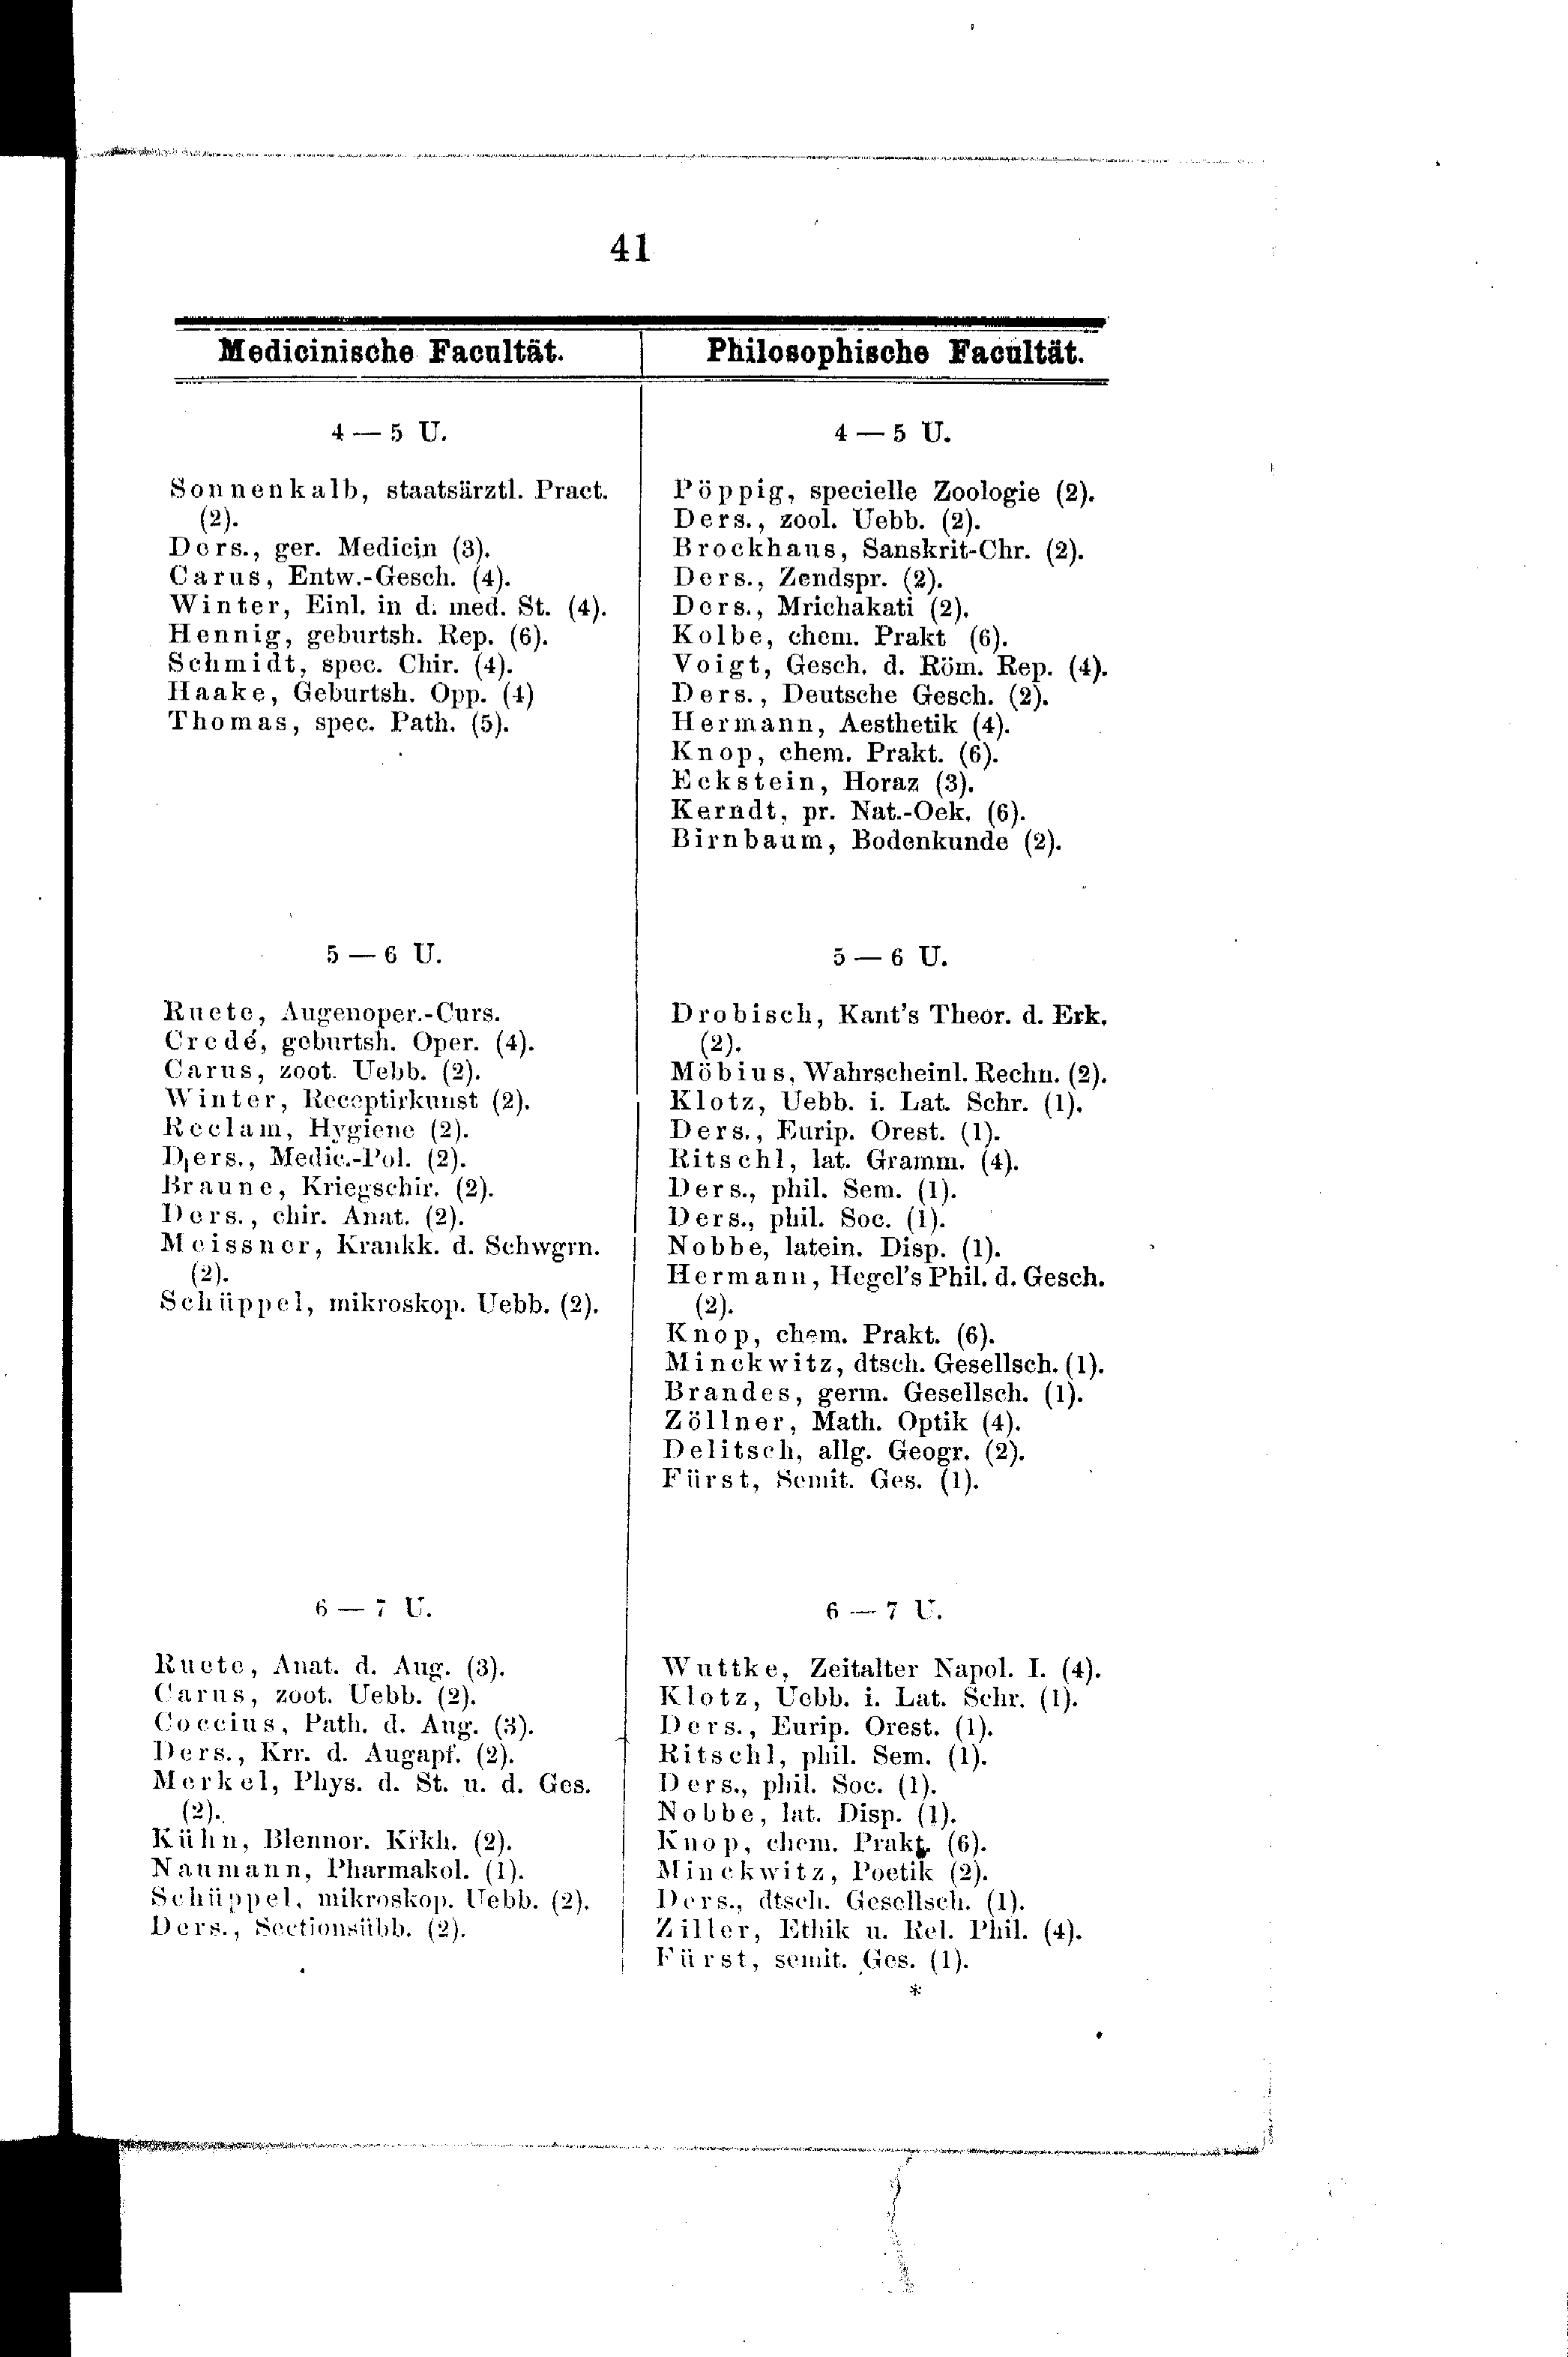 41
Medicinische Facultät.
4 — 5 U.
Sonnenkalb, staatsärztl. Pract.
(2).
Ders., ger. Medicin (3).
Carus, Entw.-Gesch. (4).
Winter, Einl. in d. med. St. (4).
Hennig, geburtsh. Rep. (6).
Schmidt, spec. Chir. (4).
Haake, Geburtsh. Opp. (4)
Thomas, spec. Path. (5).
5 — 6 U.
Ruete, Augenoper.-Curs.
Credé, geburtsh. Oper. (4).
Carus, zoot. Uebb. (2).
Winter, Receptirkunst (2).
Reclam, Hygiene (2).
Ders., Medic.-Pol. (2).
Braune, Kriegschir. (2).
Ders., chir. Anat. (2).
Meissner, Krankk. d. Schwgrn.
(2).
Schüppel, mikroskop. Uebb. (2).
6 — 7 U.
Ruete, Anat. d. Aug. (3).
Carus, zoot. Uebb. (2).
Coccius, Path. d. Aug. (3).
Ders., Krr. d. Augapf. (2).
Merkel, Phys. d. St. u. d. Ges.
(2).
Kühn, Blennor. Krkh. (2).
Naumann, Pharmakol. (1).
Schüppel, mikroskop. Uebb. (2).
Ders., Sectionsübb. (2).
Philosophische Facultät.
4 — 5 U.
Pöppig, specielle Zoologie (2).
Ders., zool. Uebb. (2).
Brockhaus, Sanskrit-Chr. (2).
Ders., Zendspr. (2).
Ders., Mrichakati (2).
Kolbe, chem. Prakt (6).
Voigt, Gesch. d. Röm. Rep. (4).
Ders., Deutsche Gesch. (2).
Hermann, Aesthetik (4).
Knop, chem. Prakt. (6).
Eckstein, Horaz (3).
Kerndt, pr. Nat.-Oek. (6).
Birnbaum, Bodenkunde (2).
5 — 6 U.
Drobisch, Kant's Theor. d. Erk.
(2).
Möbius, Wahrscheinl. Rechn. (2).
Klotz, Uebb. i. Lat. Schr. (1).
Ders., Eurip. Orest. (1).
Ritschl, lat. Gramm. (4).
Ders., phil. Sem. (1).
Ders., phil. Soc. (1).
Nobbe, latein. Disp. (1).
Hermann, Hegel's Phil. d. Gesch.
(2).
Knop, chem. Prakt. (6).
Minckwitz, dtsch. Gesellsch. (1).
Brandes, germ. Gesellsch. (1).
Zöllner, Math. Optik (4).
Delitsch, allg. Geogr. (2).
Fürst, Semit. Ges. (1).
6 — 7 U.
Wuttke, Zeitalter Napol. I. (4).
Klotz, Uebb. i. Lat. Schr. (1).
Ders., Eurip. Orest. (1).
Ritschl, phil. Sem. (1).
Ders., phil. Soc. (1).
Nobbe, lat. Disp. (1).
Knop, chem. Prakt. (6).
Minckwitz, Poetik (2).
Ders., dtsch. Gesellsch. (1).
Ziller, Ethik u. Rel. Phil. (4).
Fürst, semit. Ges. (1).
*